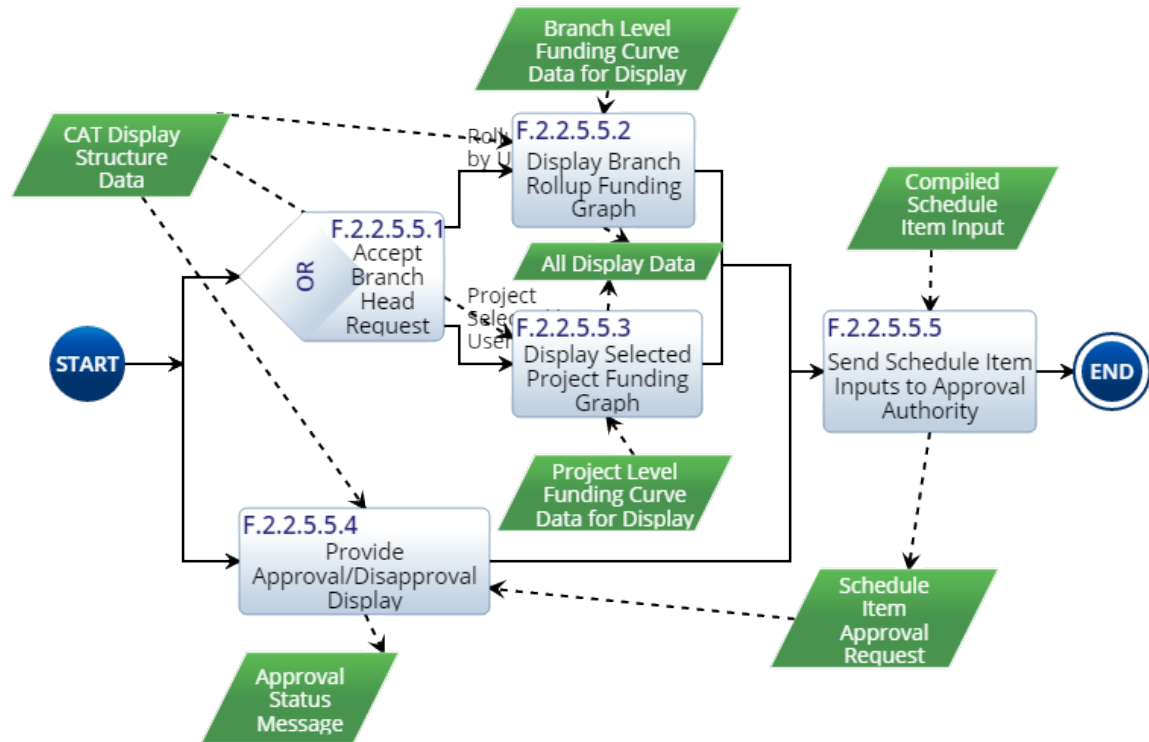 Branch Level
Funding Curve
Data for Display
CAT Display
Structure
Data
by
F.2.2.5.5.2
Display Branch
Rollup Funding
Graph
Compiled
Schedule
Item Input
OR
F.2.2.5.5.1
Accept
Branch
Head
Request
All Display Data
Project
User
F.2.2.5.5.3
Display Selected
Project Funding
Graph
START
F.2.2.5.5.5
Send Schedule Item
Inputs to Approval
Authority
END
Project Level
Funding Curve
Data for Display
F.2.2.5.5.4
Provide
Approval/Disapproval
Display
Schedule
Item
Approval
Request
Approval
Status
Message